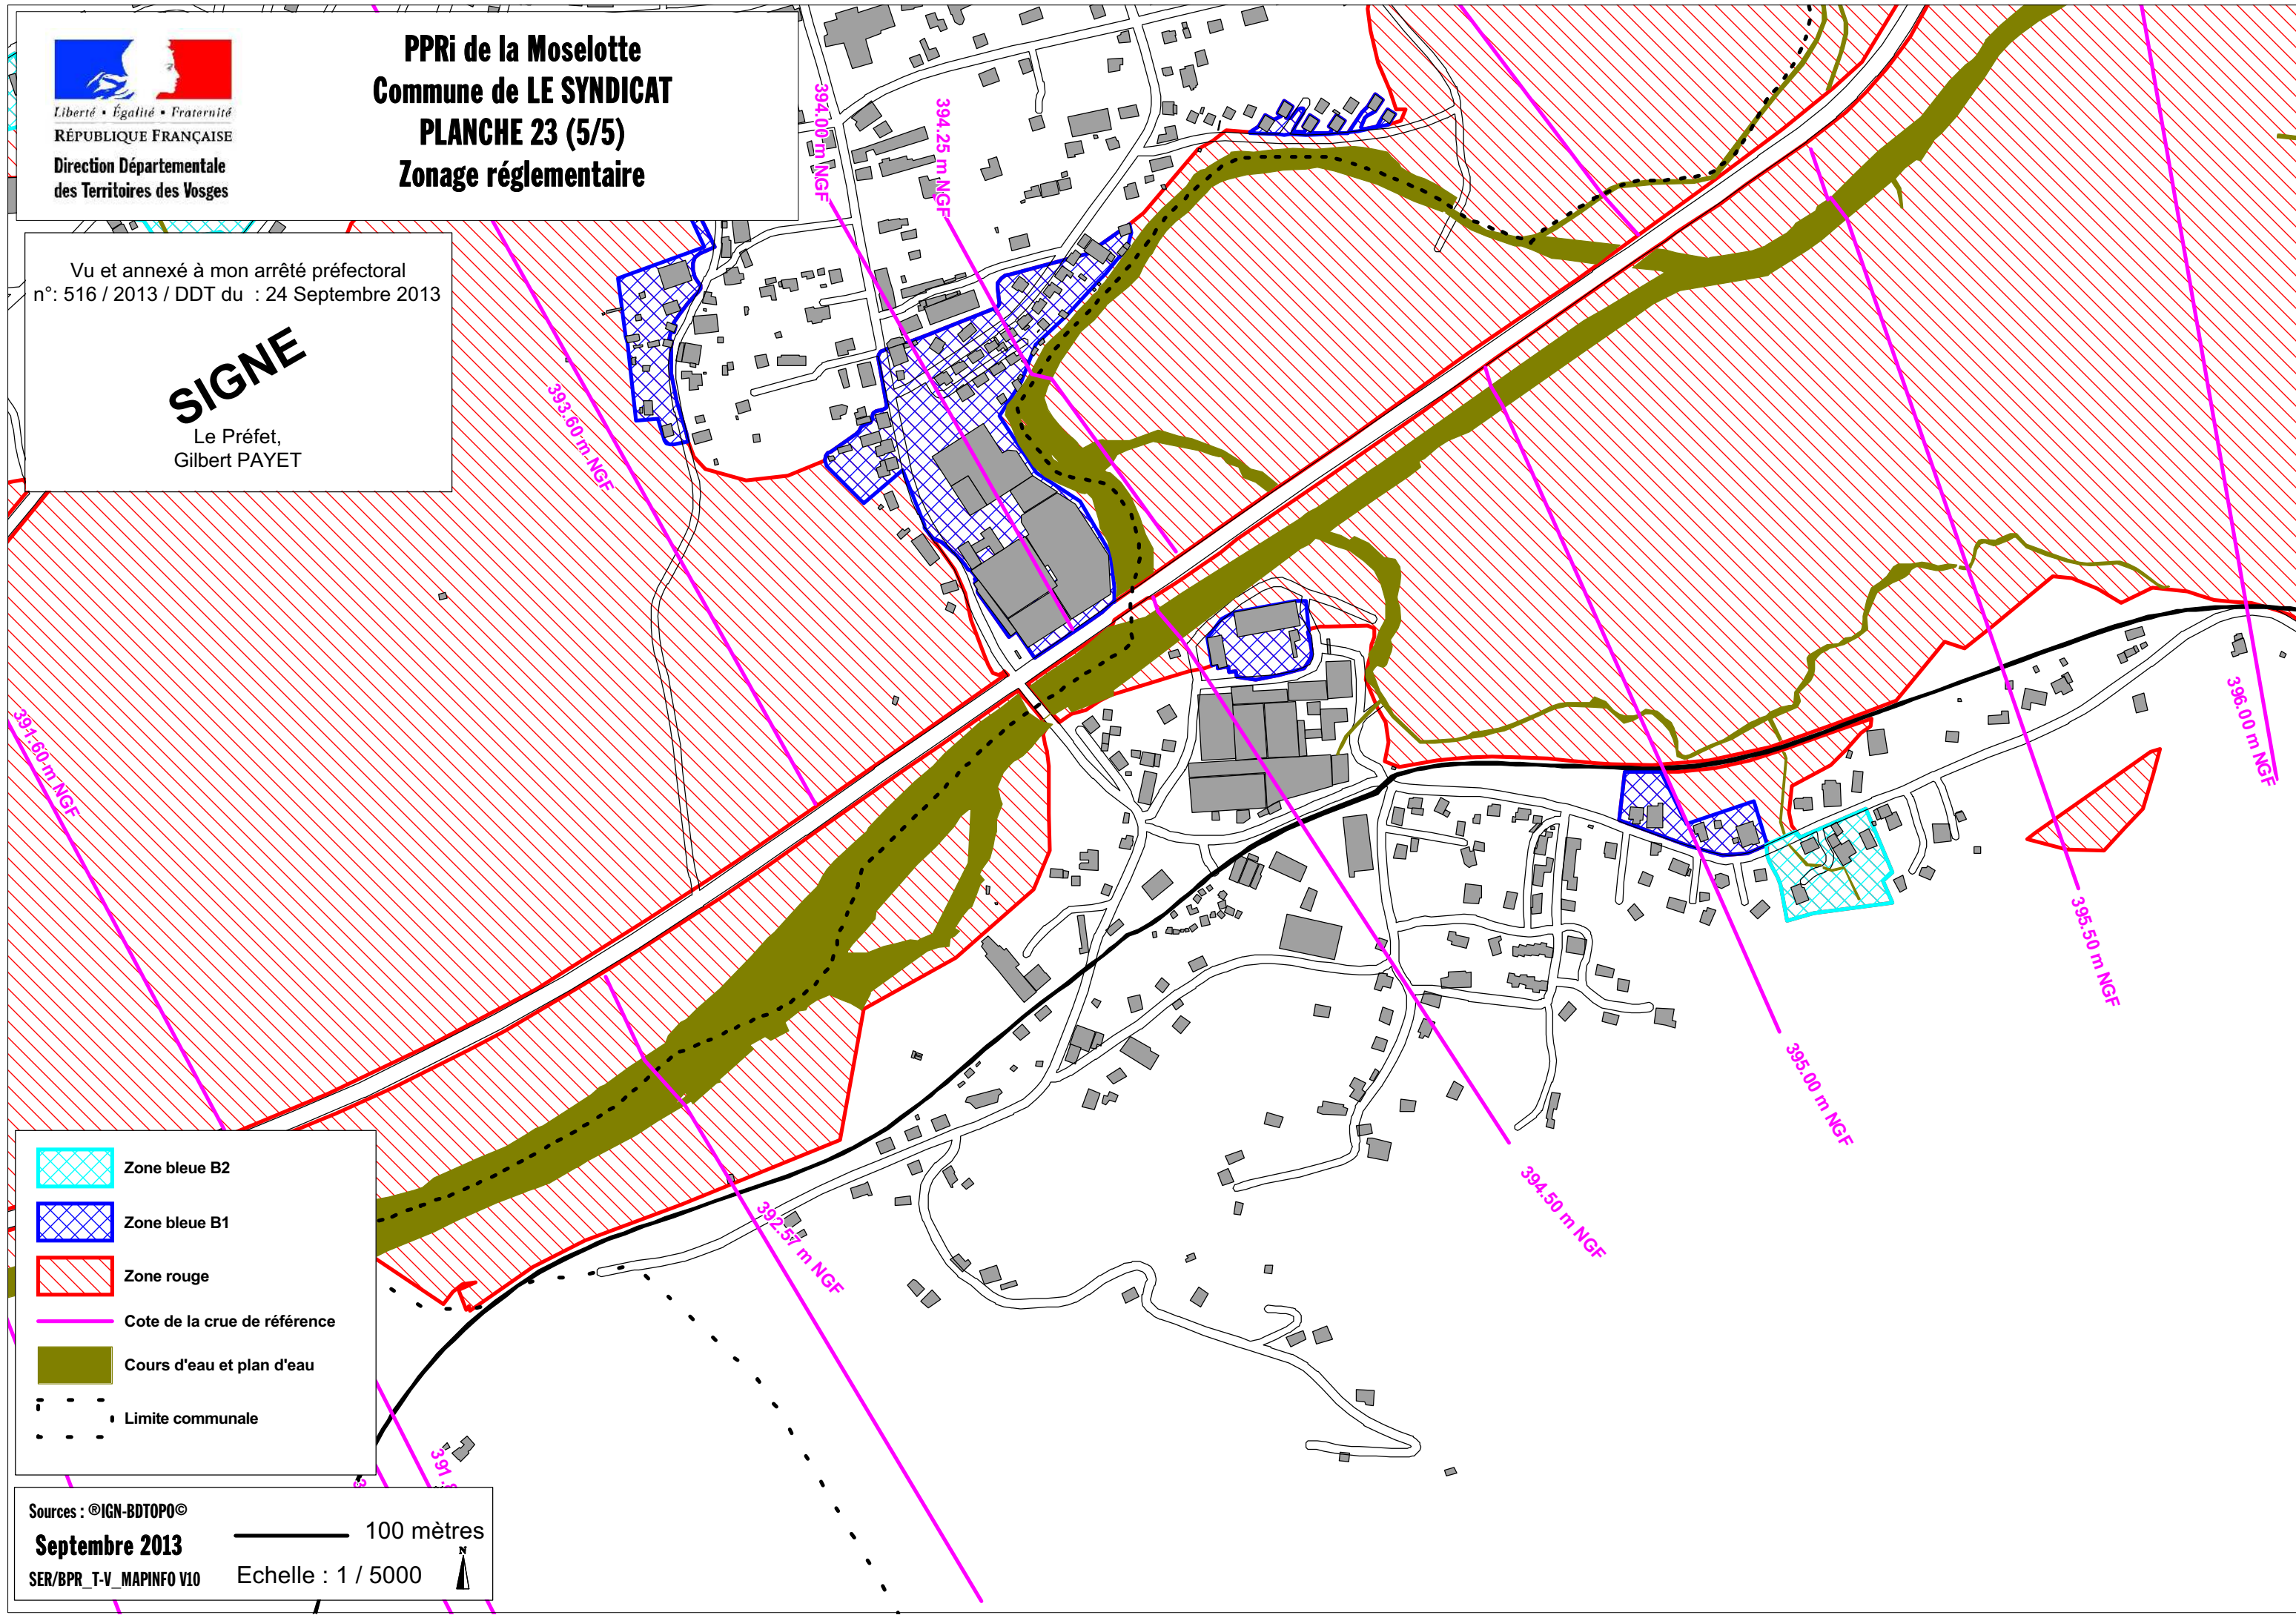 Liberté • Égalité • Fraternité
RÉPUBLIQUE FRANÇAISE
Direction Départementale
des Territoires des Vosges
PPRi de la Moselotte
Commune de LE SYNDICAT
PLANCHE 23 (5/5)
Zonage réglementaire
Vu et annexé à mon arrêté préfectoral
n°: 516 / 2013 / DDT du : 24 Septembre 2013
SIGNE
Le Préfet,
Gilbert PAYET
394.00 m NGF
394.25 m NGF
393.60 m NGF
391.60 m NGF
396.00 m NGF
395.50 m NGF
395.00 m NGF
394.50 m NGF
392.57 m NGF
Zone bleue B2
Zone bleue B1
Zone rouge
Cote de la crue de référence
Cours d'eau et plan d'eau
Limite communale
Sources : ®IGN-BDTOPO©
Septembre 2013
SER/BPR_T-V_MAPINFO V10
100 mètres
Echelle : 1 / 5000
N